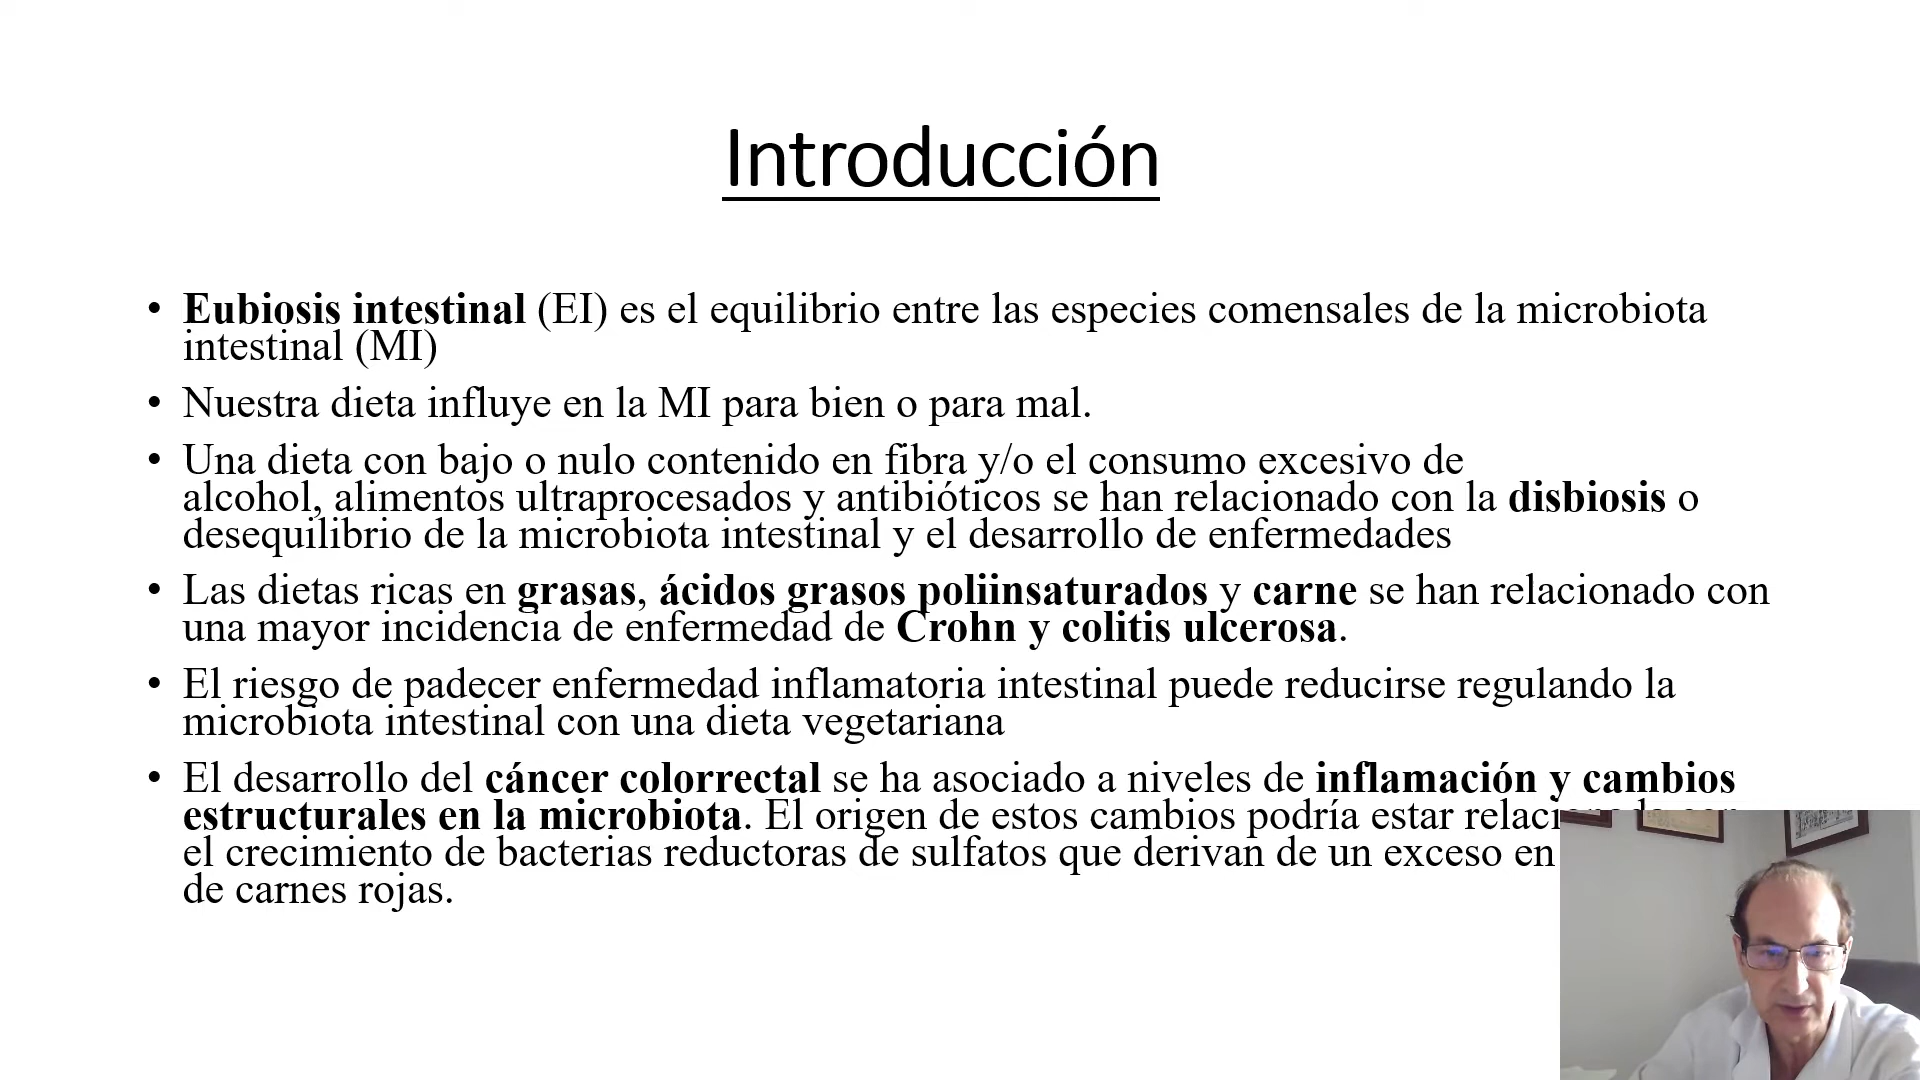 Introducción
• Eubiosis intestinal (EI) es el equilibrio entre las especies comensales de la microbiota
intestinal (MI)
• Nuestra dieta influye en la MI para bien o para mal.
• Una dieta con bajo o nulo contenido en fibra y/o el consumo excesivo de
alcohol, alimentos ultraprocesados y antibióticos se han relacionado con la disbiosis o
desequilibrio de la microbiota intestinal y el desarrollo de enfermedades
• Las dietas ricas en grasas, ácidos grasos poliinsaturados y carne se han relacionado con
una mayor incidencia de enfermedad de Crohn y colitis ulcerosa.
• El riesgo de padecer enfermedad inflamatoria intestinal puede reducirse regulando la
microbiota intestinal con una dieta vegetariana
• El desarrollo del cáncer colorrectal se ha asociado a niveles de inflamación y cambios
estructurales en la microbiota. El origen de estos cambios podría estar
el crecimiento de bacterias reductoras de sulfatos que derivan de un exceso en
de carnes rojas.